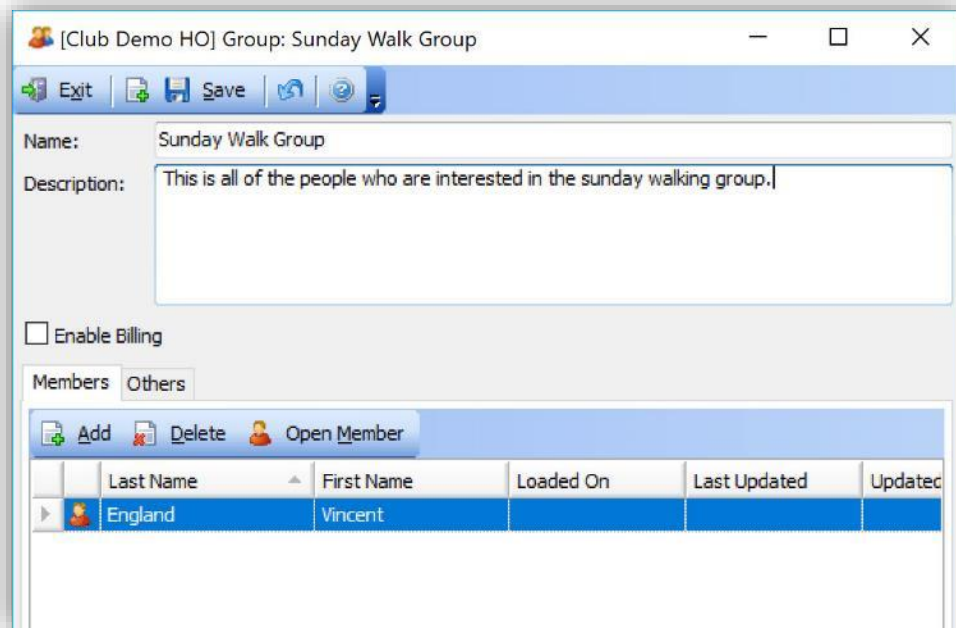 [Club Demo HO] Group: Sunday Walk Group
Exit Save
Name: Sunday Walk Group
Description: This is all of the people who are interested in the sunday walking group.
Enable Billing
Members Others
Add Delete Open Member
Last Name First Name Loaded On Last Updated Updated
England Vincent